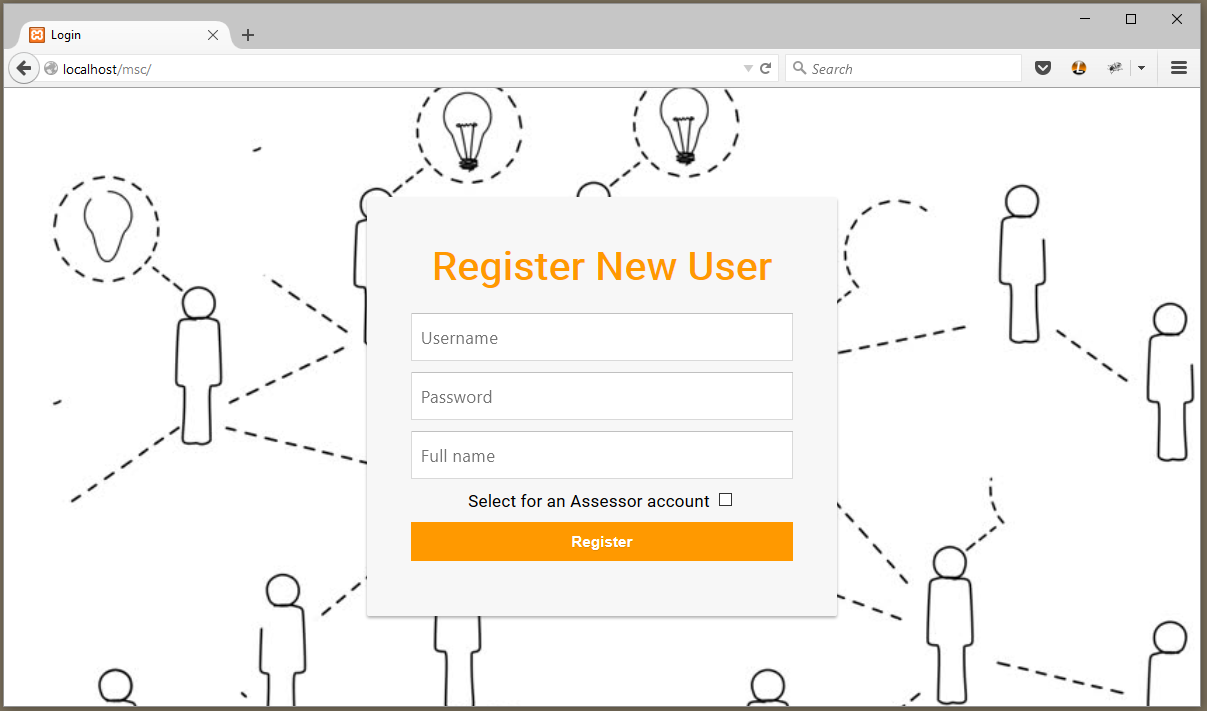 Login
localhost/msc/
Search
Register New User
Username
Password
Full name
Select for an Assessor account
Register